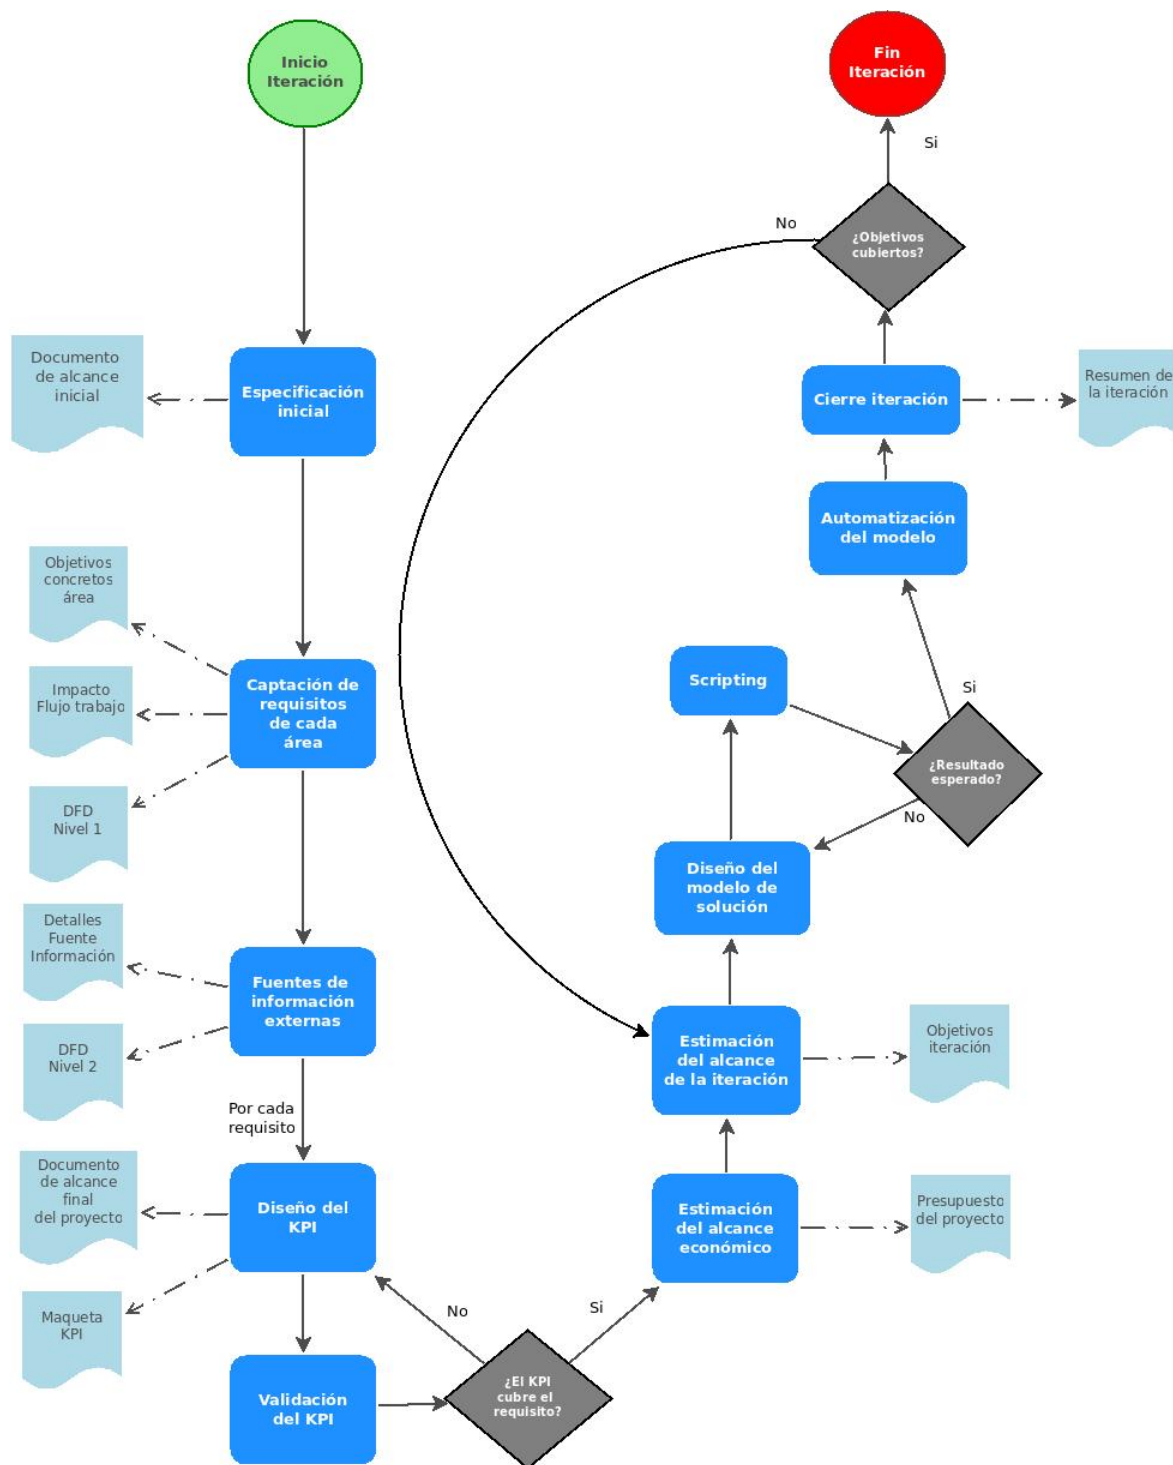 Inicio
Iteración
Documento
de alcance
inicial
Especificación
inicial
Objetivos
concretos
área
Impacto
Flujo trabajo
DFD
Nivel 1
Captación de
requisitos
de cada
área
Detalles
Fuente
Información
DFD
Nivel 2
Fuentes de
información
externas
Por cada
requisito
Documento
de alcance
final
del proyecto
Maqueta
KPI
Diseño del
KPI
Validación
del KPI
¿El KPI
cubre el
requisito?
No
Si
Estimación
del alcance
económico
Presupuesto
del proyecto
Estimación
del alcance
de la iteración
Objetivos
iteración
Diseño del
modelo de
solución
Scripting
¿Resultado
esperado?
No
Si
Automatización
del modelo
Cierre iteración
Resumen de
la iteración
¿Objetivos
cubiertos?
No
Si
Fin
Iteración